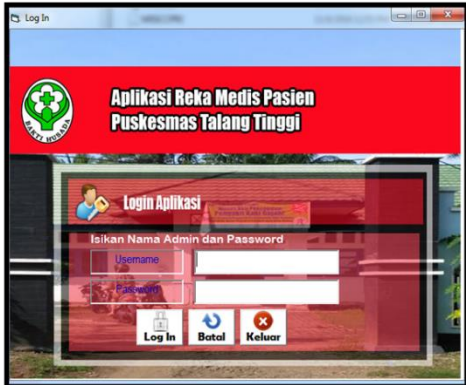 Log In
Aplikasi Reka Medis Pasien
Puskesmas Talang Tinggi
BAKTI HUSADA
Login Aplikasi
Isikan Nama Admin dan Password
Username
Password
Log In
Batal
Keluar